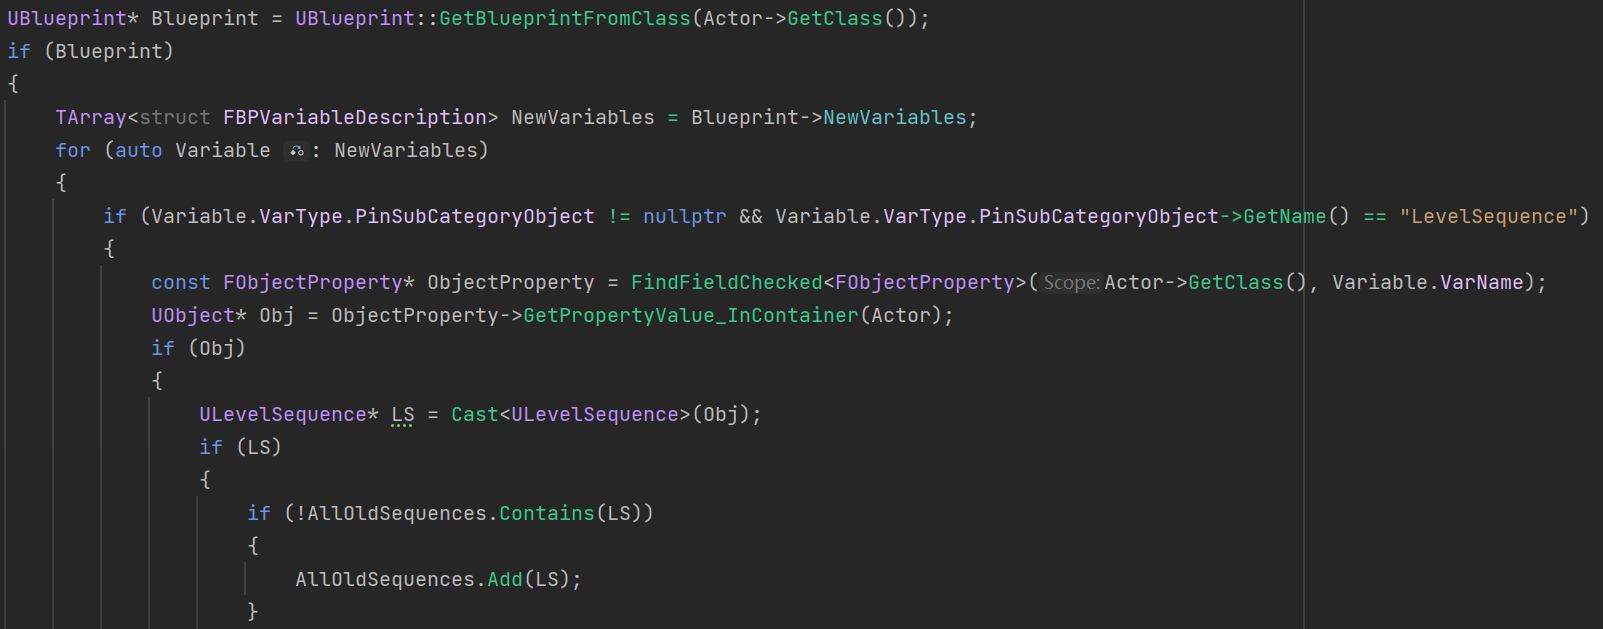 UBlueprint* Blueprint = UBlueprint::GetBlueprintFromClass(Actor->GetClass());
if (Blueprint)
{
    TArray<struct FBPVariableDescription> NewVariables = Blueprint->NewVariables;
    for (auto Variable : NewVariables)
    {
        if (Variable.VarType.PinSubCategoryObject != nullptr && Variable.VarType.PinSubCategoryObject->GetName() == "LevelSequence")
        {
            const FObjectProperty* ObjectProperty = FindFieldChecked<FObjectProperty>(Scope: Actor->GetClass(), Variable.VarName);
            UObject* Obj = ObjectProperty->GetPropertyValue_InContainer(Actor);
            if (Obj)
            {
                ULevelSequence* LS = Cast<ULevelSequence>(Obj);
                if (LS)
                {
                    if (!AllOldSequences.Contains(LS))
                    {
                        AllOldSequences.Add(LS);
                    }